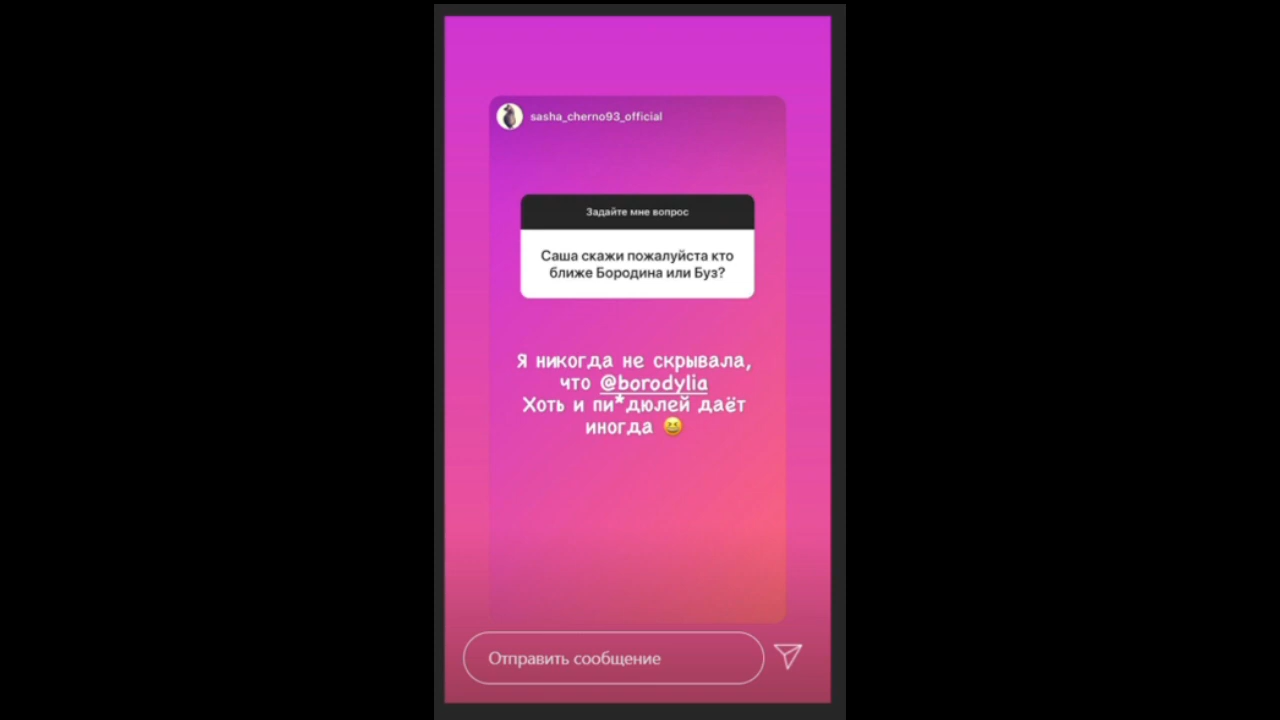 sasha_cherno93_official
Задайте мне вопрос
Саша скажи пожалуйста кто
ближе Бородина или Буз?
Я никогда не скрывала,
что @borodylia
Хоть и пи*дюлей даёт
иногда 😆
Отправить сообщение